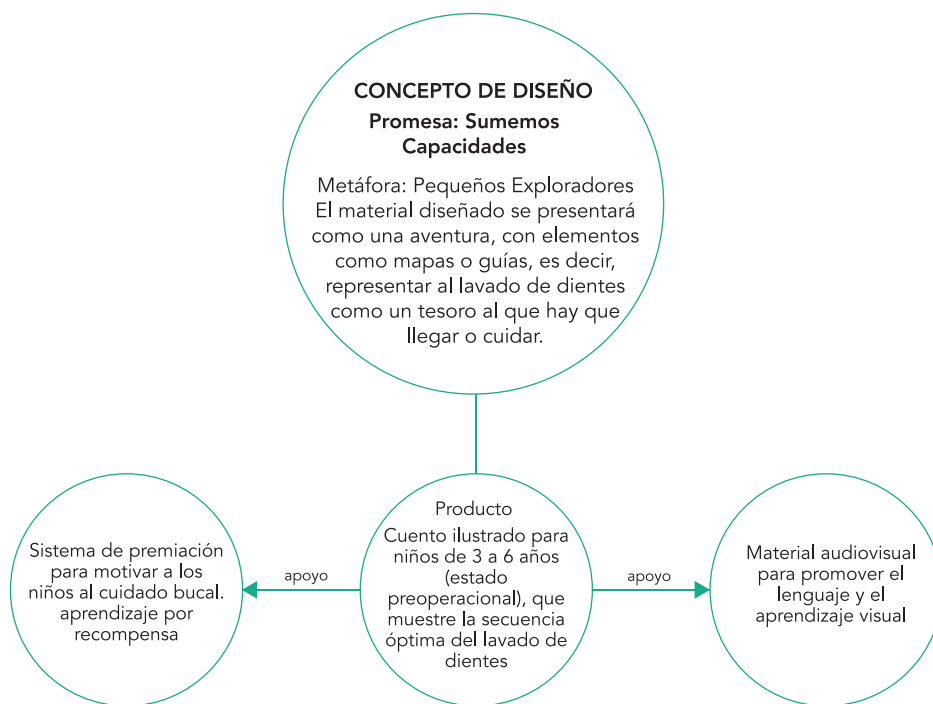 CONCEPTO DE DISEÑO
Promesa: Sumemos
Capacidades
Metáfora: Pequeños Exploradores
El material diseñado se presentará
como una aventura, con elementos
como mapas o guías, es decir,
representar al lavado de dientes
como un tesoro al que hay que
llegar o cuidar.
Sistema de premiación
para motivar a los
niños al cuidado bucal.
aprendizaje por
recompensa
apoyo
Producto
Cuento ilustrado para
niños de 3 a 6 años
(estado
preoperacional), que
muestre la secuencia
óptima del lavado de
dientes
apoyo
Material audiovisual
para promover el
lenguaje y el
aprendizaje visual